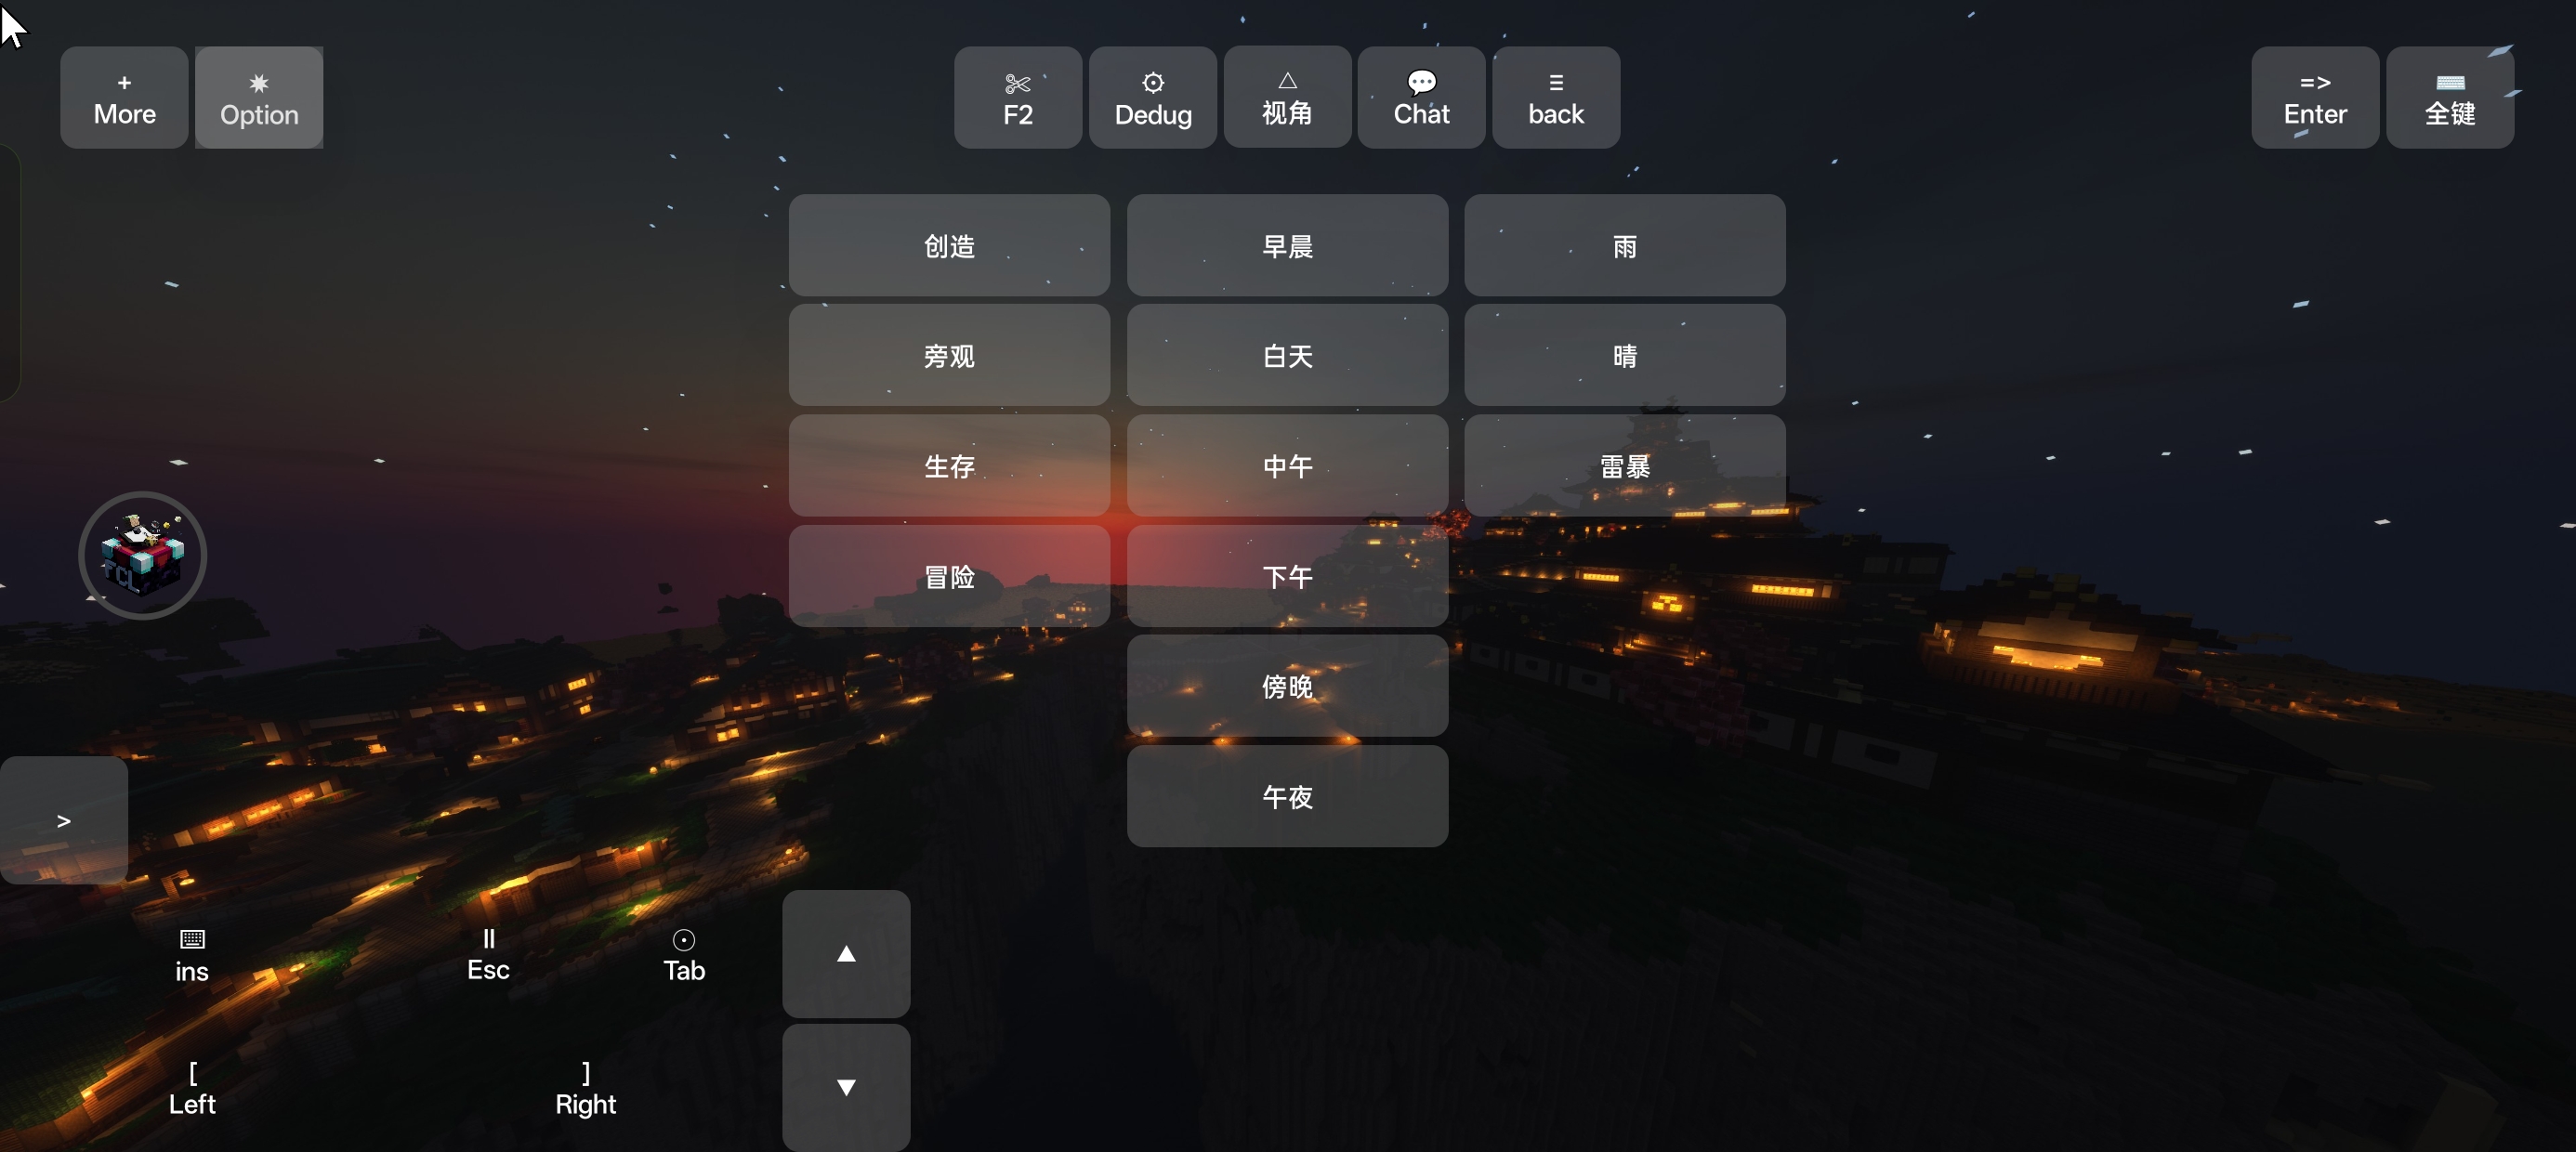 +
More
✷
Option
✄
F2
⚙
Dedug
△
视角
💬
Chat
☰
back
=>
Enter
⌨
全键
创造
早晨
雨
旁观
白天
晴
生存
中午
雷暴
冒险
下午
傍晚
午夜
FCL
>
⌨
ins
II
Esc
⊙
Tab
▲
[
Left
]
Right
▼